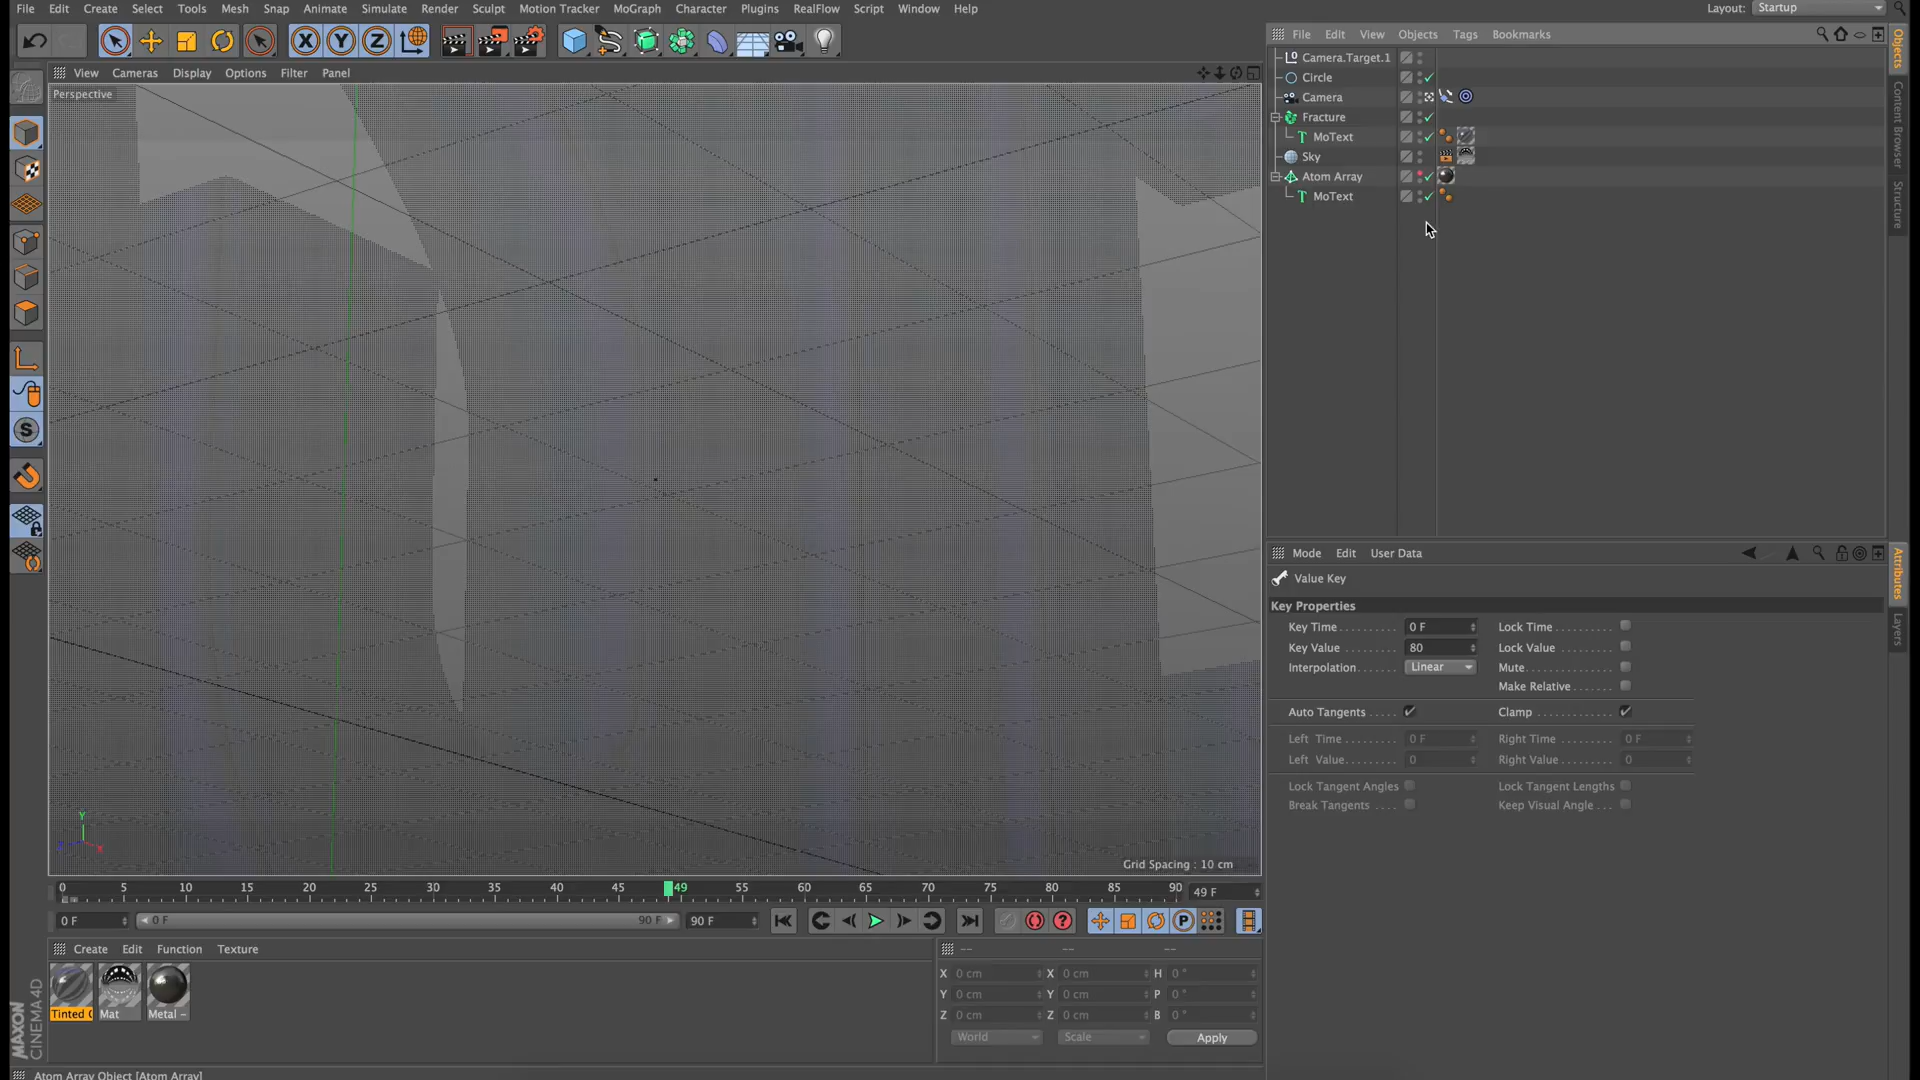 File Edit Create Select Tools Mesh Snap Animate Simulate Render Sculpt Motion Tracker MoGraph Character Plugins RealFlow Script Window Help Layout: Startup
File Edit View Objects Tags Bookmarks
View Cameras Display Options Filter Panel
Perspective
Camera.Target.1
Circle
Camera
Fracture
MoText
Sky
Atom Array
MoText
Objects
Content Browser
Structure
Grid Spacing : 10 cm
Y
X
Mode Edit User Data
Value Key
Key Properties
Key Time 0 F Lock Time
Key Value 80 Lock Value
Interpolation Linear Mute
Make Relative
Auto Tangents Clamp
Left Time 0 F Right Time 0 F
Left Value 0 Right Value 0
Lock Tangent Angles Lock Tangent Lengths
Break Tangents Keep Visual Angle
Attributes
Layers
0 5 10 15 20 25 30 35 40 45 49 55 60 65 70 75 80 85 90 49 F
0 F 0 F 90 F 90 F
Create Edit Function Texture
Tinted Mat Metal -
-- -- --
X 0 cm X 0 cm H 0 °
Y 0 cm Y 0 cm P 0 °
Z 0 cm Z 0 cm B 0 °
World Scale Apply
MAXON
CINEMA 4D
Atom Array Object [Atom Array]